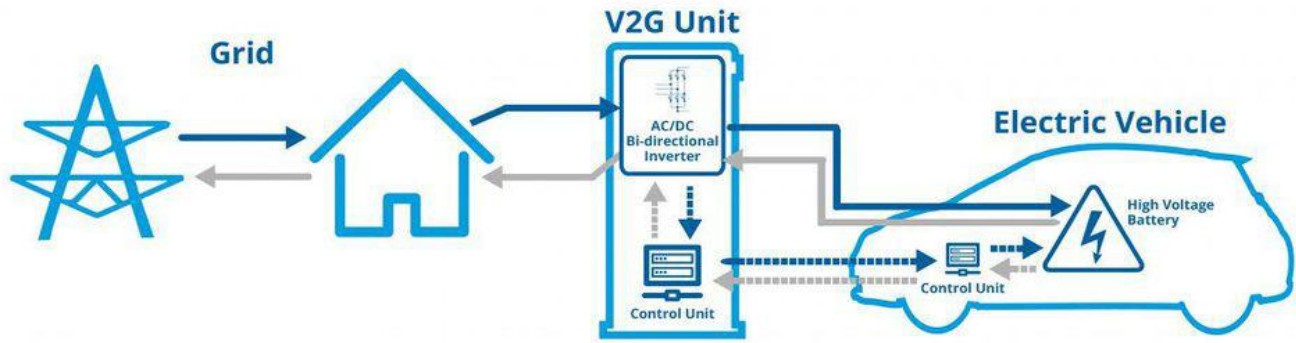 Grid
V2G Unit
AC/DC
Bi-directional
Inverter
Control Unit
Electric Vehicle
High Voltage
Battery
Control Unit